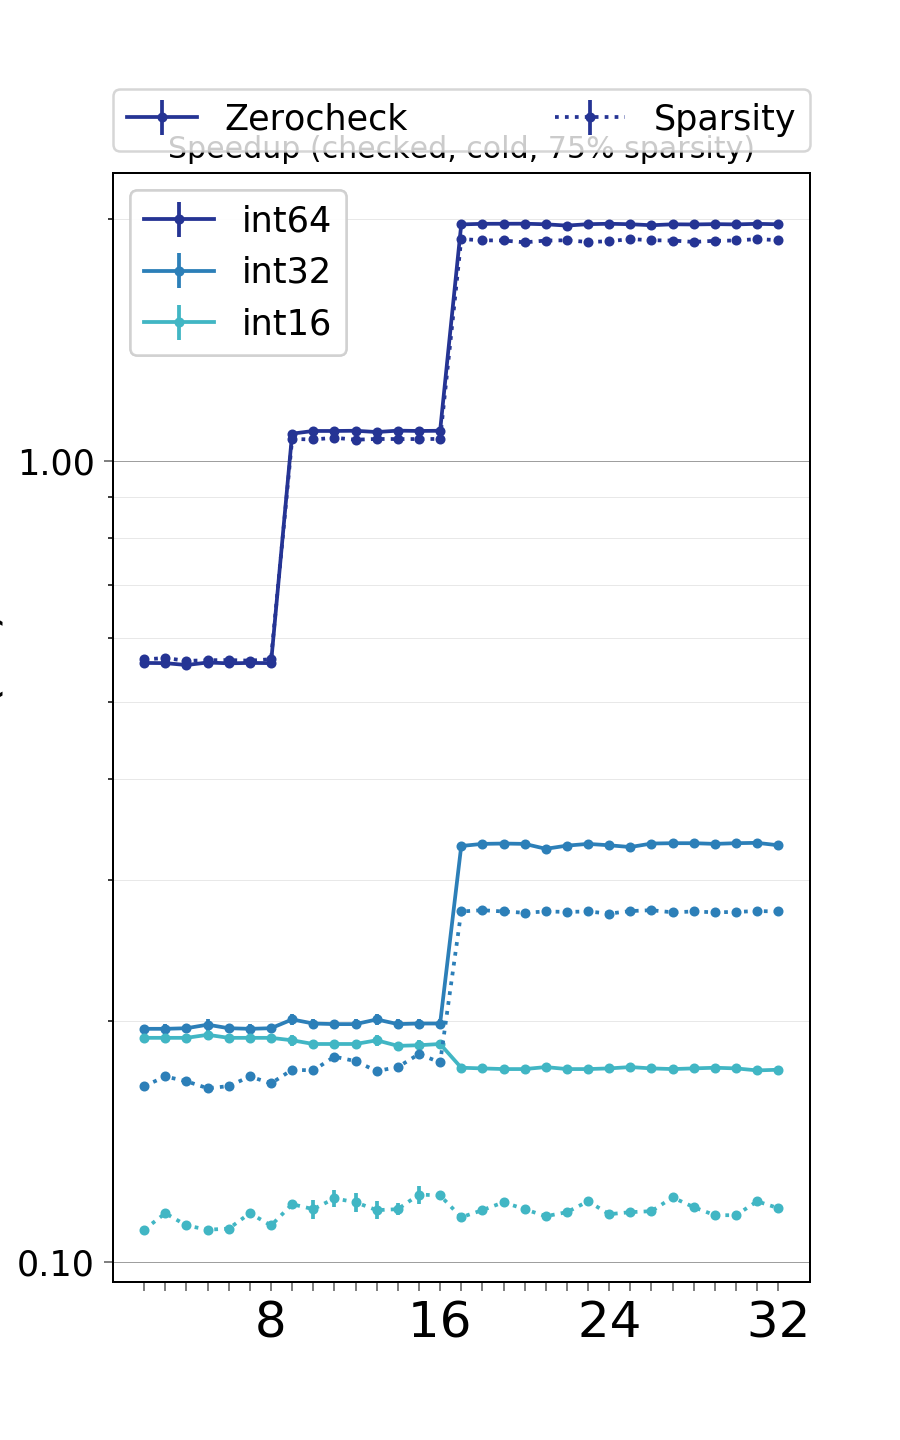 Zerocheck Sparsity
Speedup (checked, cold, 75% sparsity)
int64
int32
int16
1.00
0.10
8 16 24 32